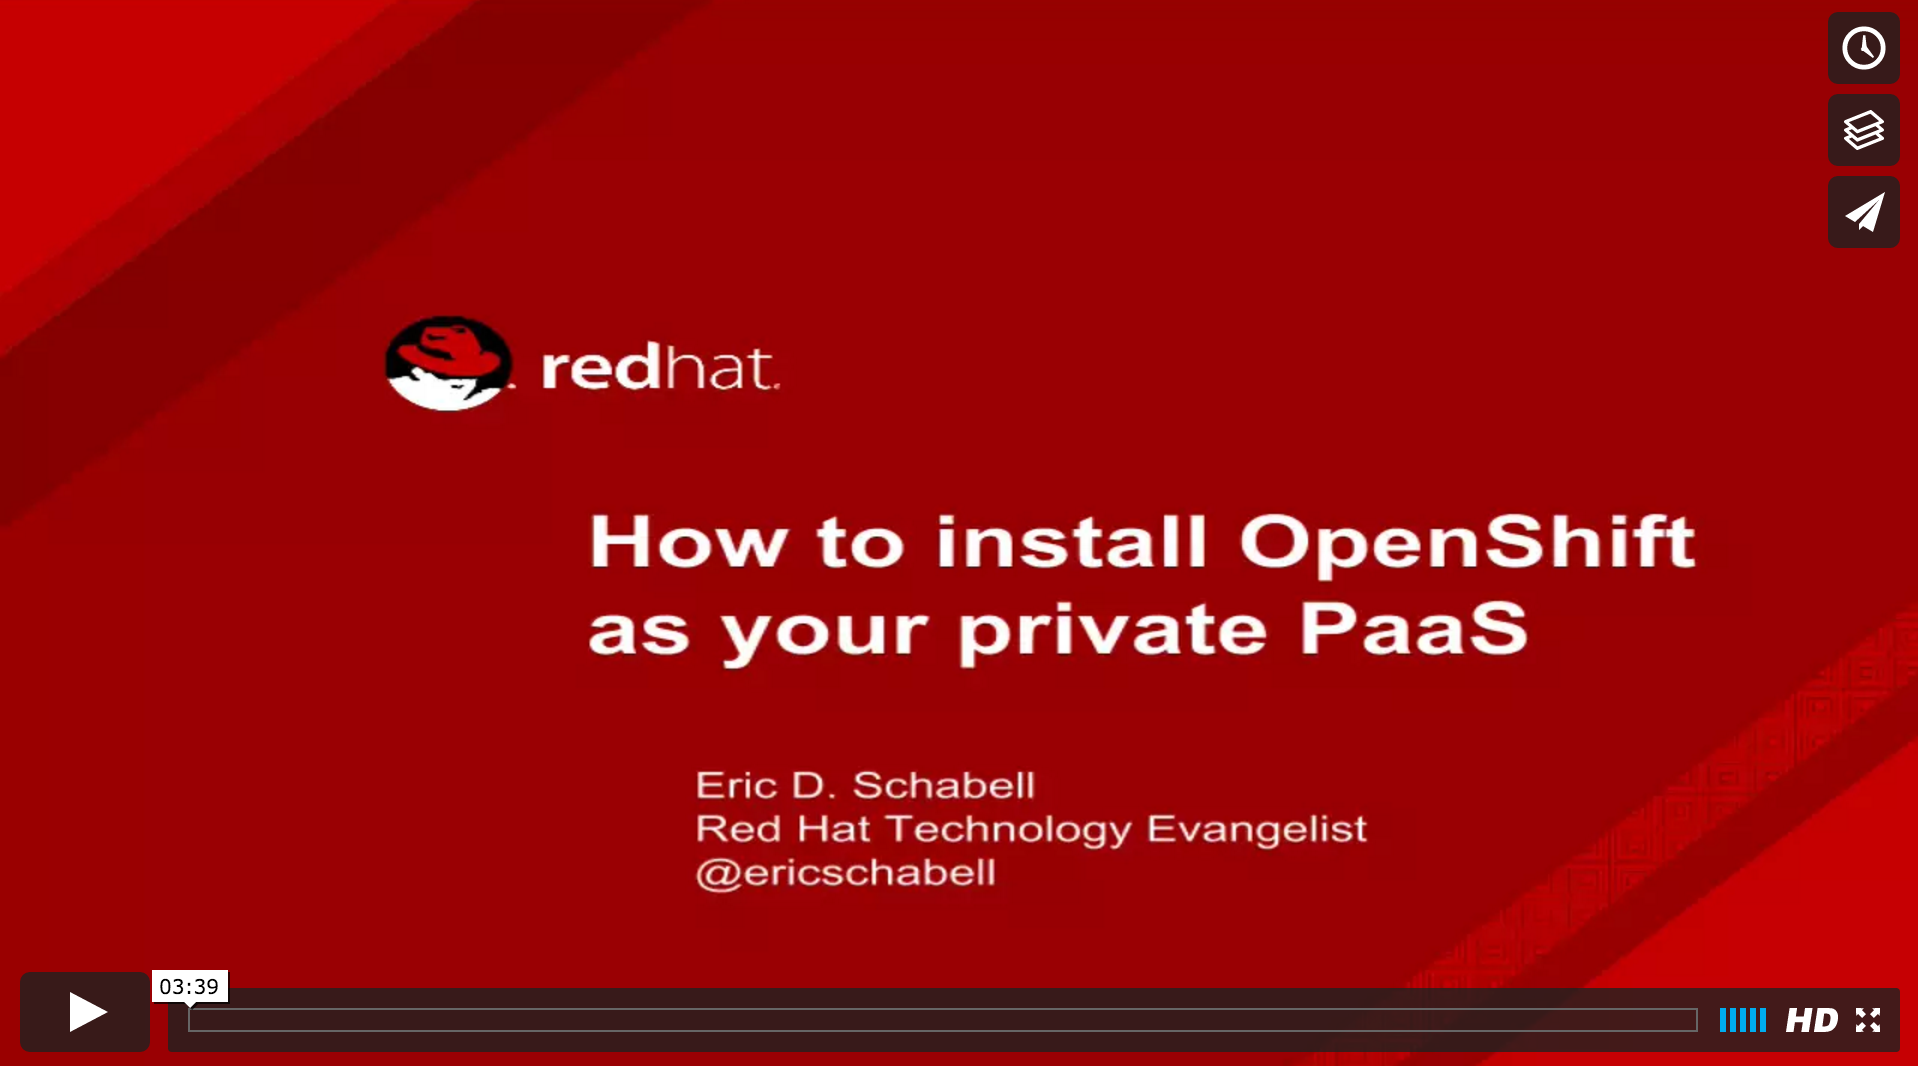 redhat.
How to install OpenShift
as your private PaaS
Eric D. Schabell
Red Hat Technology Evangelist
@ericschabell
03:39
HD